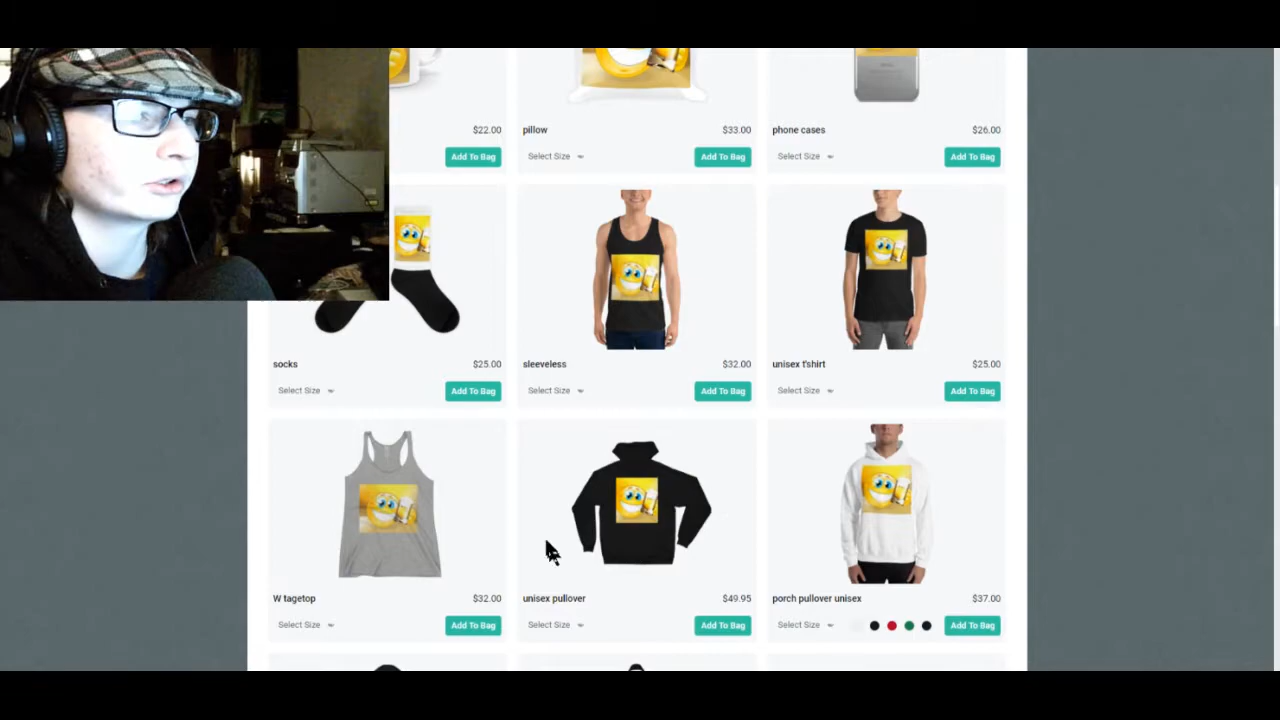 $22.00
pillow $33.00
phone cases $26.00
Add To Bag
Select Size Add To Bag
Select Size Add To Bag
socks $25.00
sleeveless $32.00
unisex t'shirt $25.00
Select Size Add To Bag
Select Size Add To Bag
Select Size Add To Bag
W tagetop $32.00
unisex pullover $49.95
porch pullover unisex $37.00
Select Size Add To Bag
Select Size Add To Bag
Select Size Add To Bag